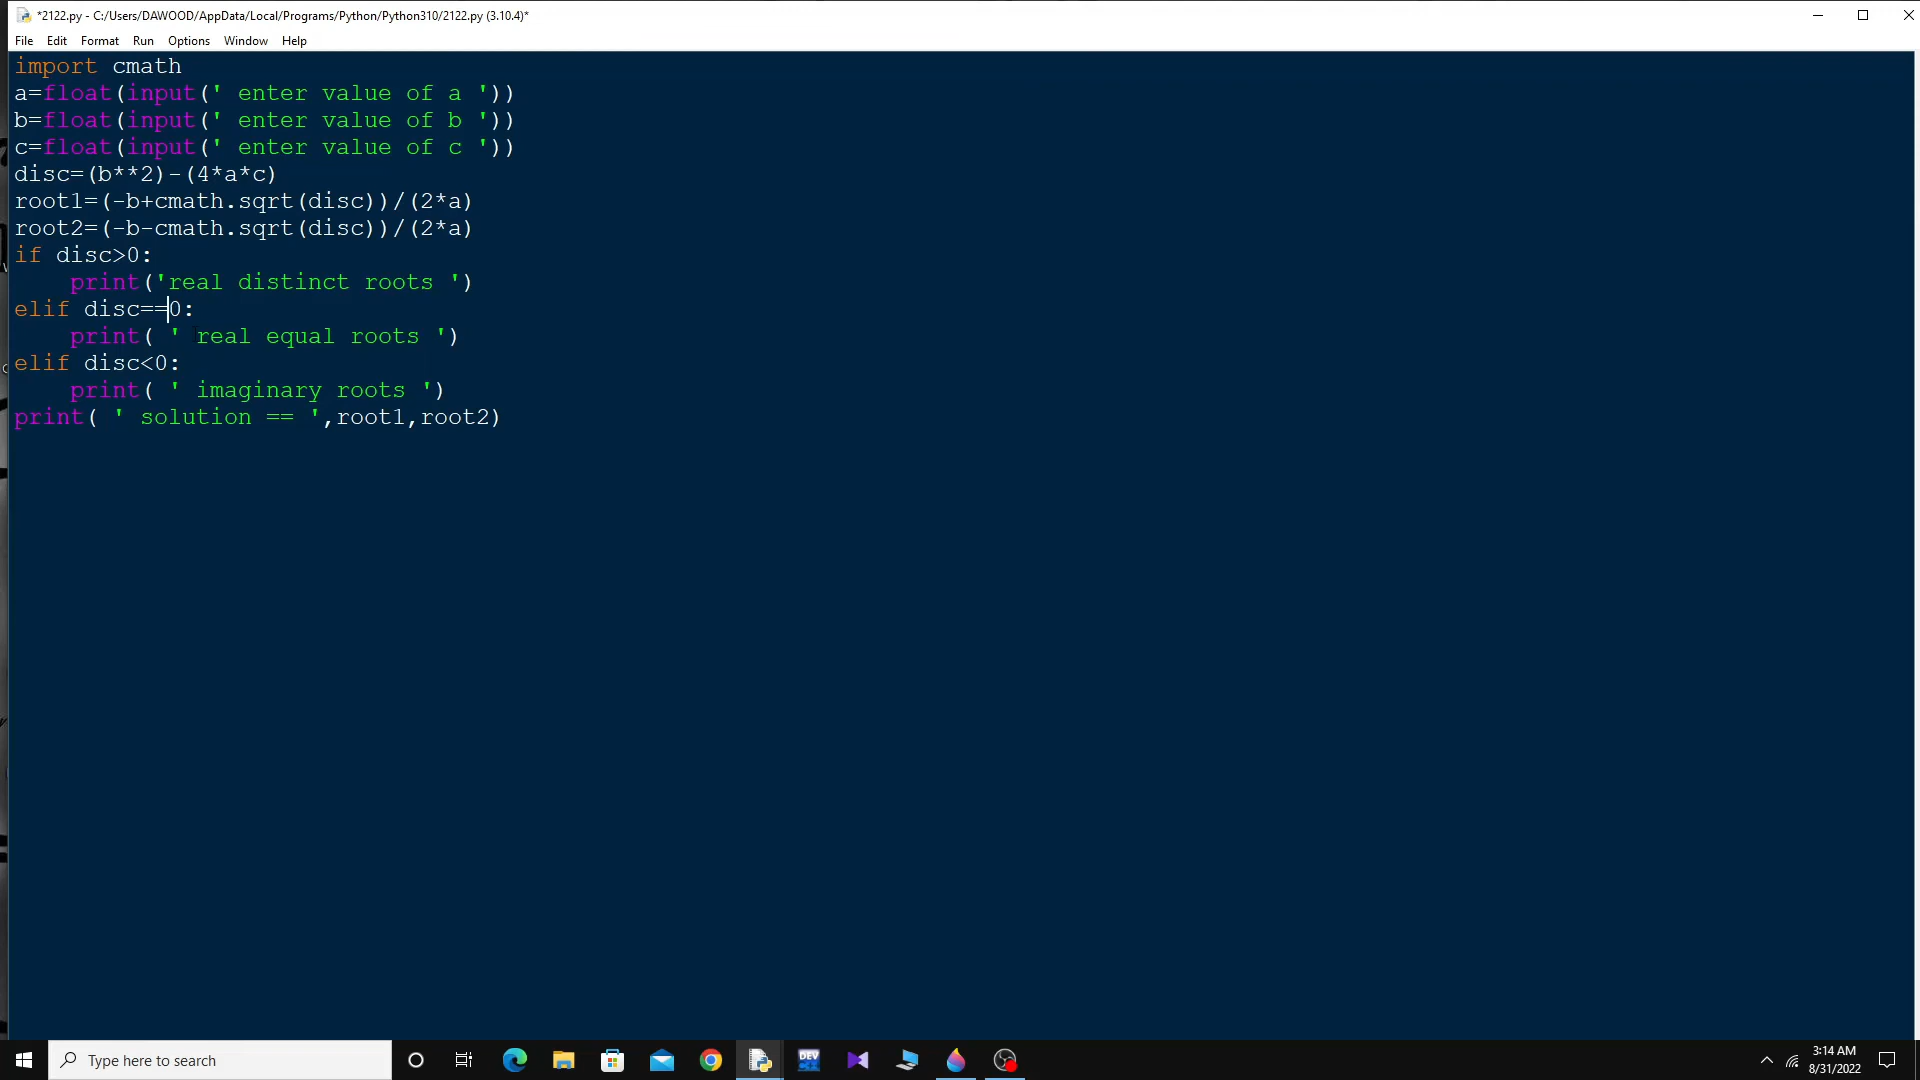 *2122.py - C:/Users/DAWOOD/AppData/Local/Programs/Python/Python310/2122.py (3.10.4)*
File Edit Format Run Options Window Help
import cmath
a=float(input(' enter value of a '))
b=float(input(' enter value of b '))
c=float(input(' enter value of c '))
disc=(b**2)-(4*a*c)
root1=(-b+cmath.sqrt(disc))/(2*a)
root2=(-b-cmath.sqrt(disc))/(2*a)
if disc>0:
    print('real distinct roots ')
elif disc==0:
    print( ' real equal roots ')
elif disc<0:
    print( ' imaginary roots ')
print( ' solution == ',root1,root2)
Type here to search
DEV
3:14 AM
8/31/2022